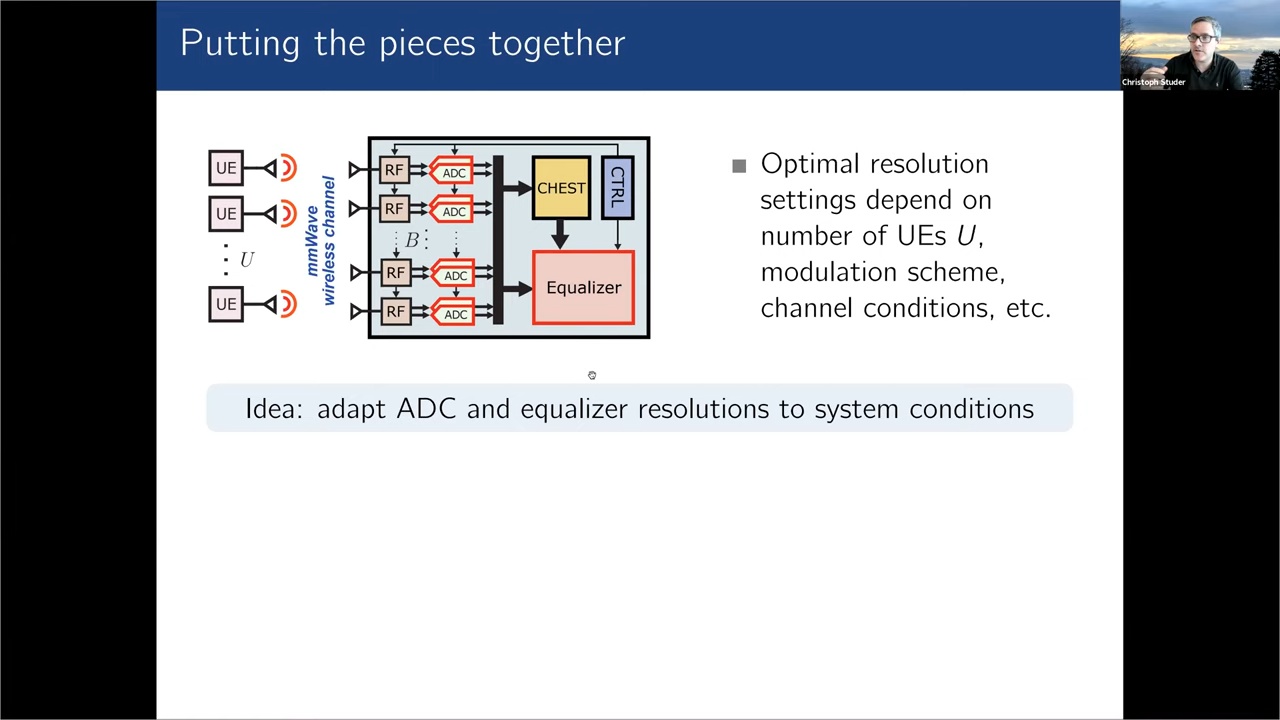 Putting the pieces together
Christoph Studer
UE
UE
U
UE
mmWave
wireless channel
RF
ADC
RF
ADC
B
RF
ADC
RF
ADC
CHEST
CTRL
Equalizer
Optimal resolution
settings depend on
number of UEs U,
modulation scheme,
channel conditions, etc.
Idea: adapt ADC and equalizer resolutions to system conditions